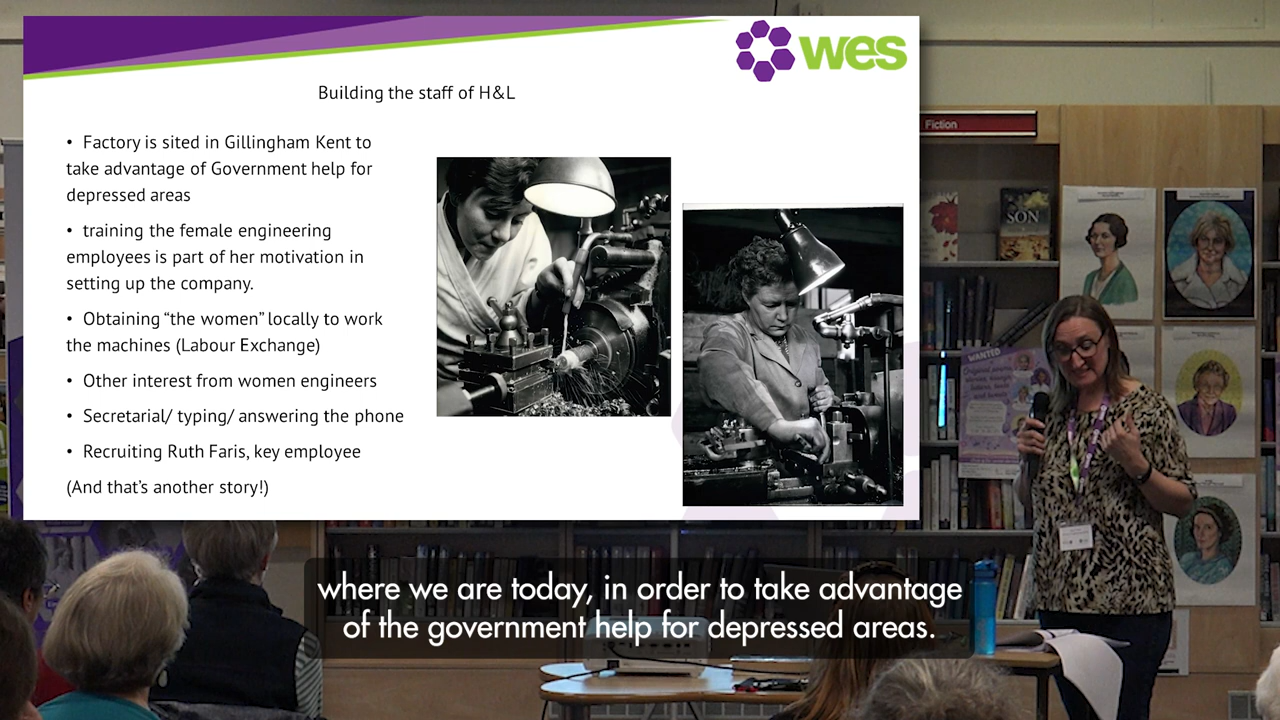 wes
Building the staff of H&L
• Factory is sited in Gillingham Kent to
take advantage of Government help for
depressed areas
• training the female engineering
employees is part of her motivation in
setting up the company.
• Obtaining “the women” locally to work
the machines (Labour Exchange)
• Other interest from women engineers
• Secretarial/ typing/ answering the phone
• Recruiting Ruth Faris, key employee
(And that’s another story!)
Fiction
SON
WANTED
where we are today, in order to take advantage
of the government help for depressed areas.